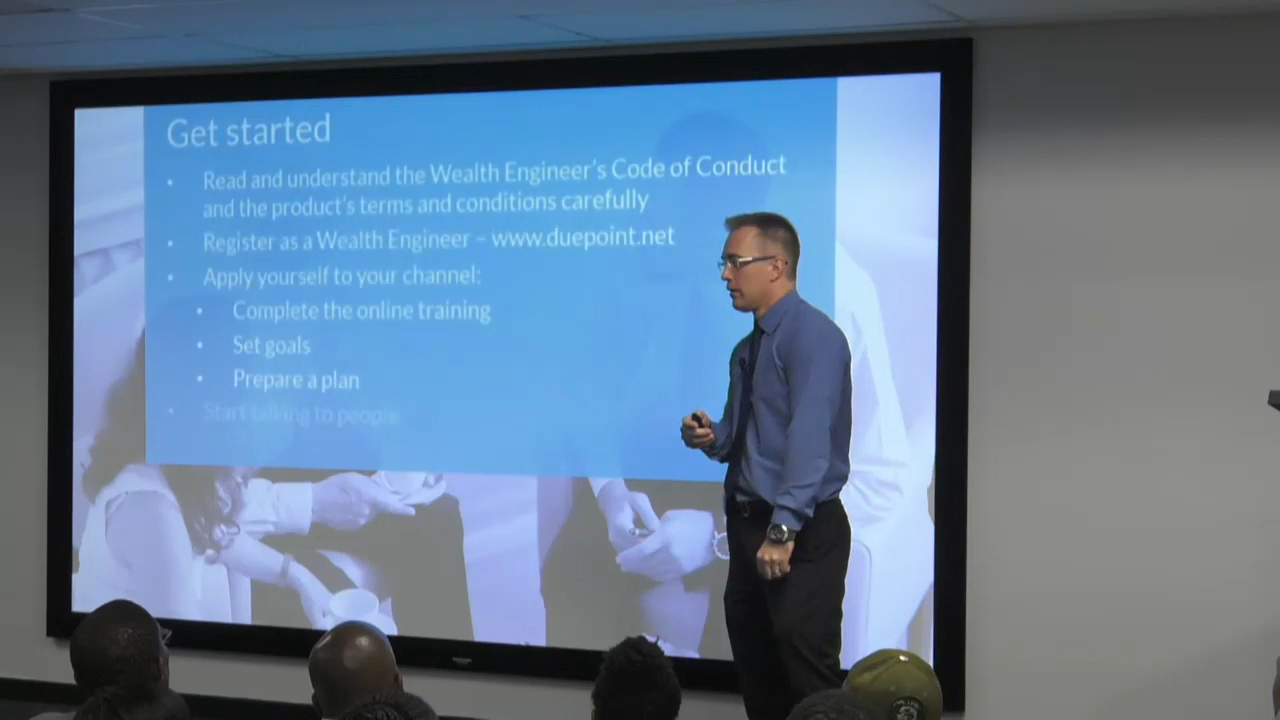 Get started
• Read and understand the Wealth Engineer's Code of Conduct
and the product's terms and conditions carefully
• Register as a Wealth Engineer – www.duepoint.net
• Apply yourself to your channel:
• Complete the online training
• Set goals
• Prepare a plan
• Start talking to people